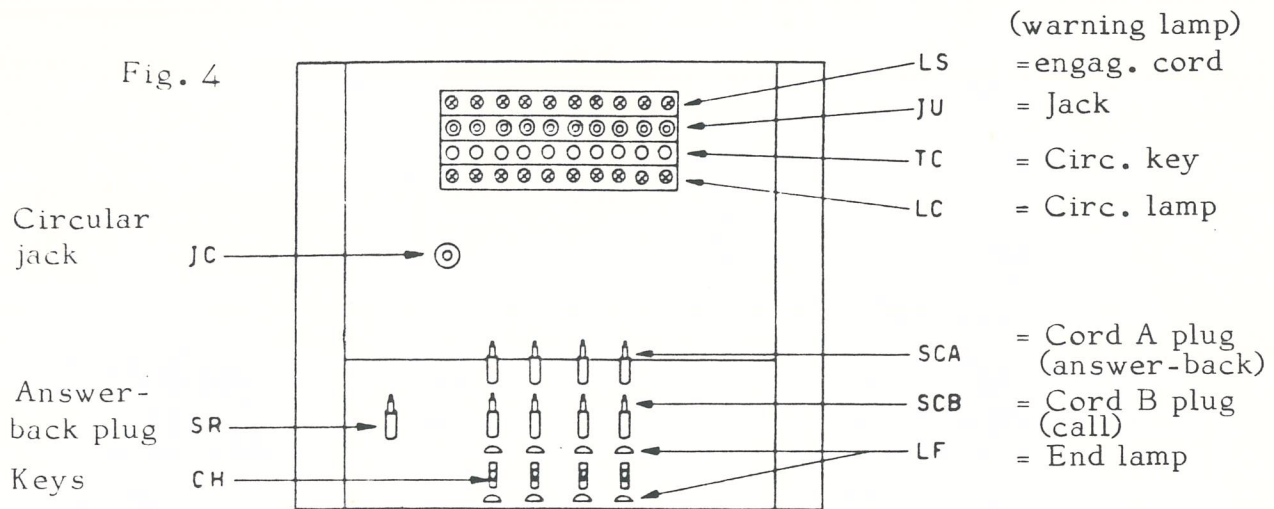 Fig. 4
(warning lamp)
LS =engag. cord
JU = Jack
TC = Circ. key
LC = Circ. lamp
Circular
jack JC
SCA = Cord A plug
(answer-back)
Answer-
back plug SR
SCB = Cord B plug
(call)
LF = End lamp
Keys CH